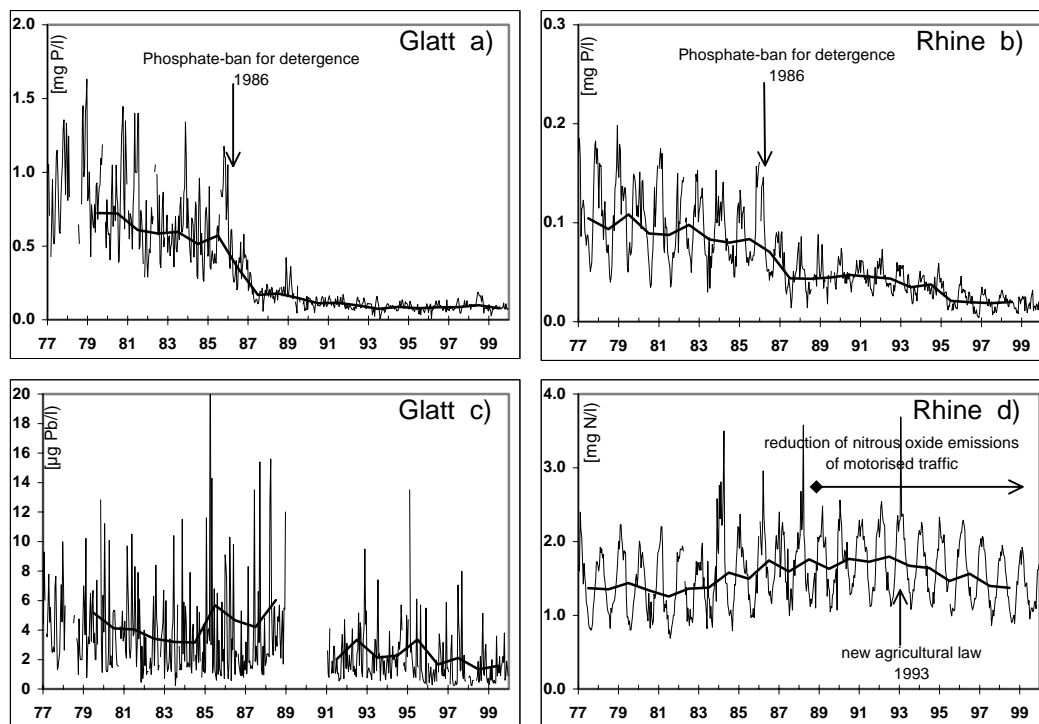 Glatt a)
[mg P/l]
2.0
1.5
1.0
0.5
0.0
Phosphate-ban for detergence
1986
77 79 81 83 85 87 89 91 93 95 97 99
Rhine b)
[mg P/l]
0.3
0.2
0.1
0.0
Phosphate-ban for detergence
1986
77 79 81 83 85 87 89 91 93 95 97 99
Glatt c)
[µg Pb/l]
20
18
16
14
12
10
8
6
4
2
0
77 79 81 83 85 87 89 91 93 95 97 99
Rhine d)
[mg N/l]
4.0
3.0
2.0
1.0
0.0
reduction of nitrous oxide emissions
of motorised traffic
new agricultural law
1993
77 79 81 83 85 87 89 91 93 95 97 99